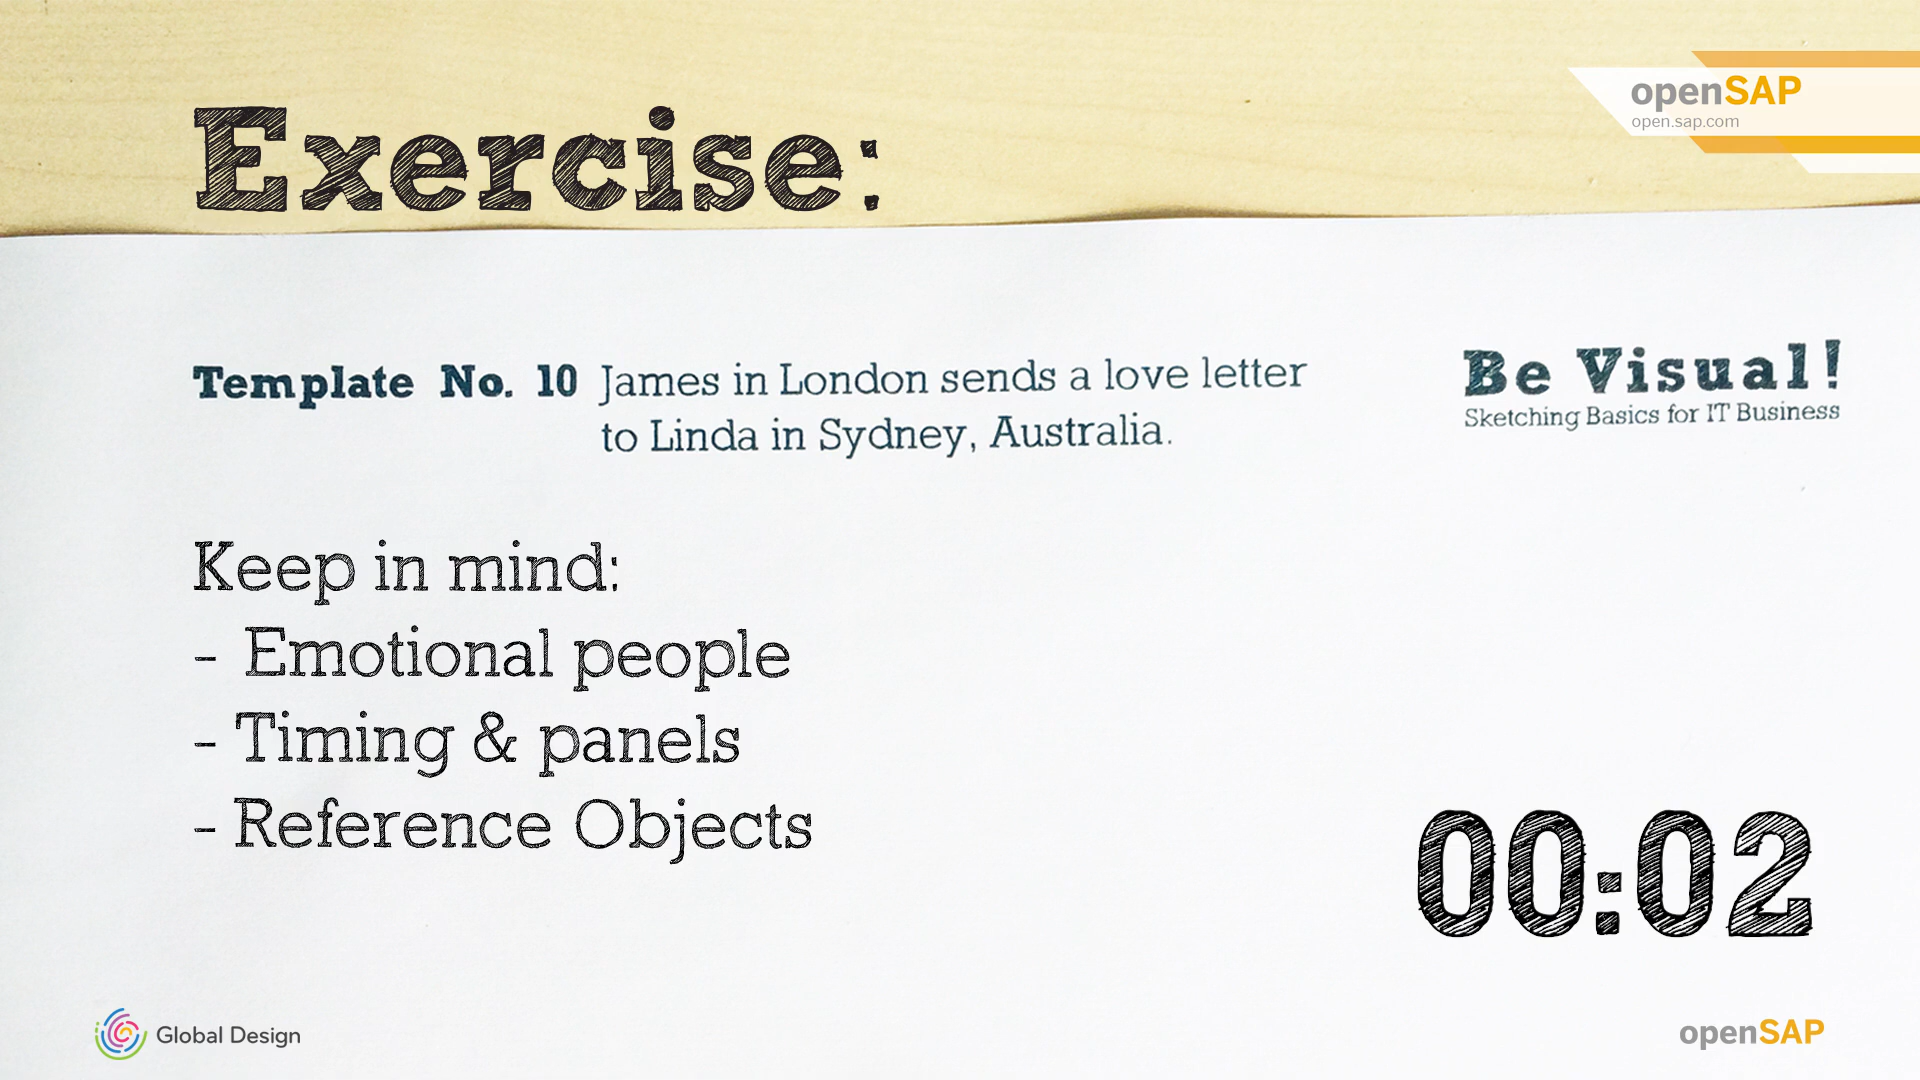 Exercise:
openSAP
open.sap.com
Template No. 10 James in London sends a love letter
to Linda in Sydney, Australia.
Be Visual!
Sketching Basics for IT Business
Keep in mind:
- Emotional people
- Timing & panels
- Reference Objects
00:02
Global Design
openSAP